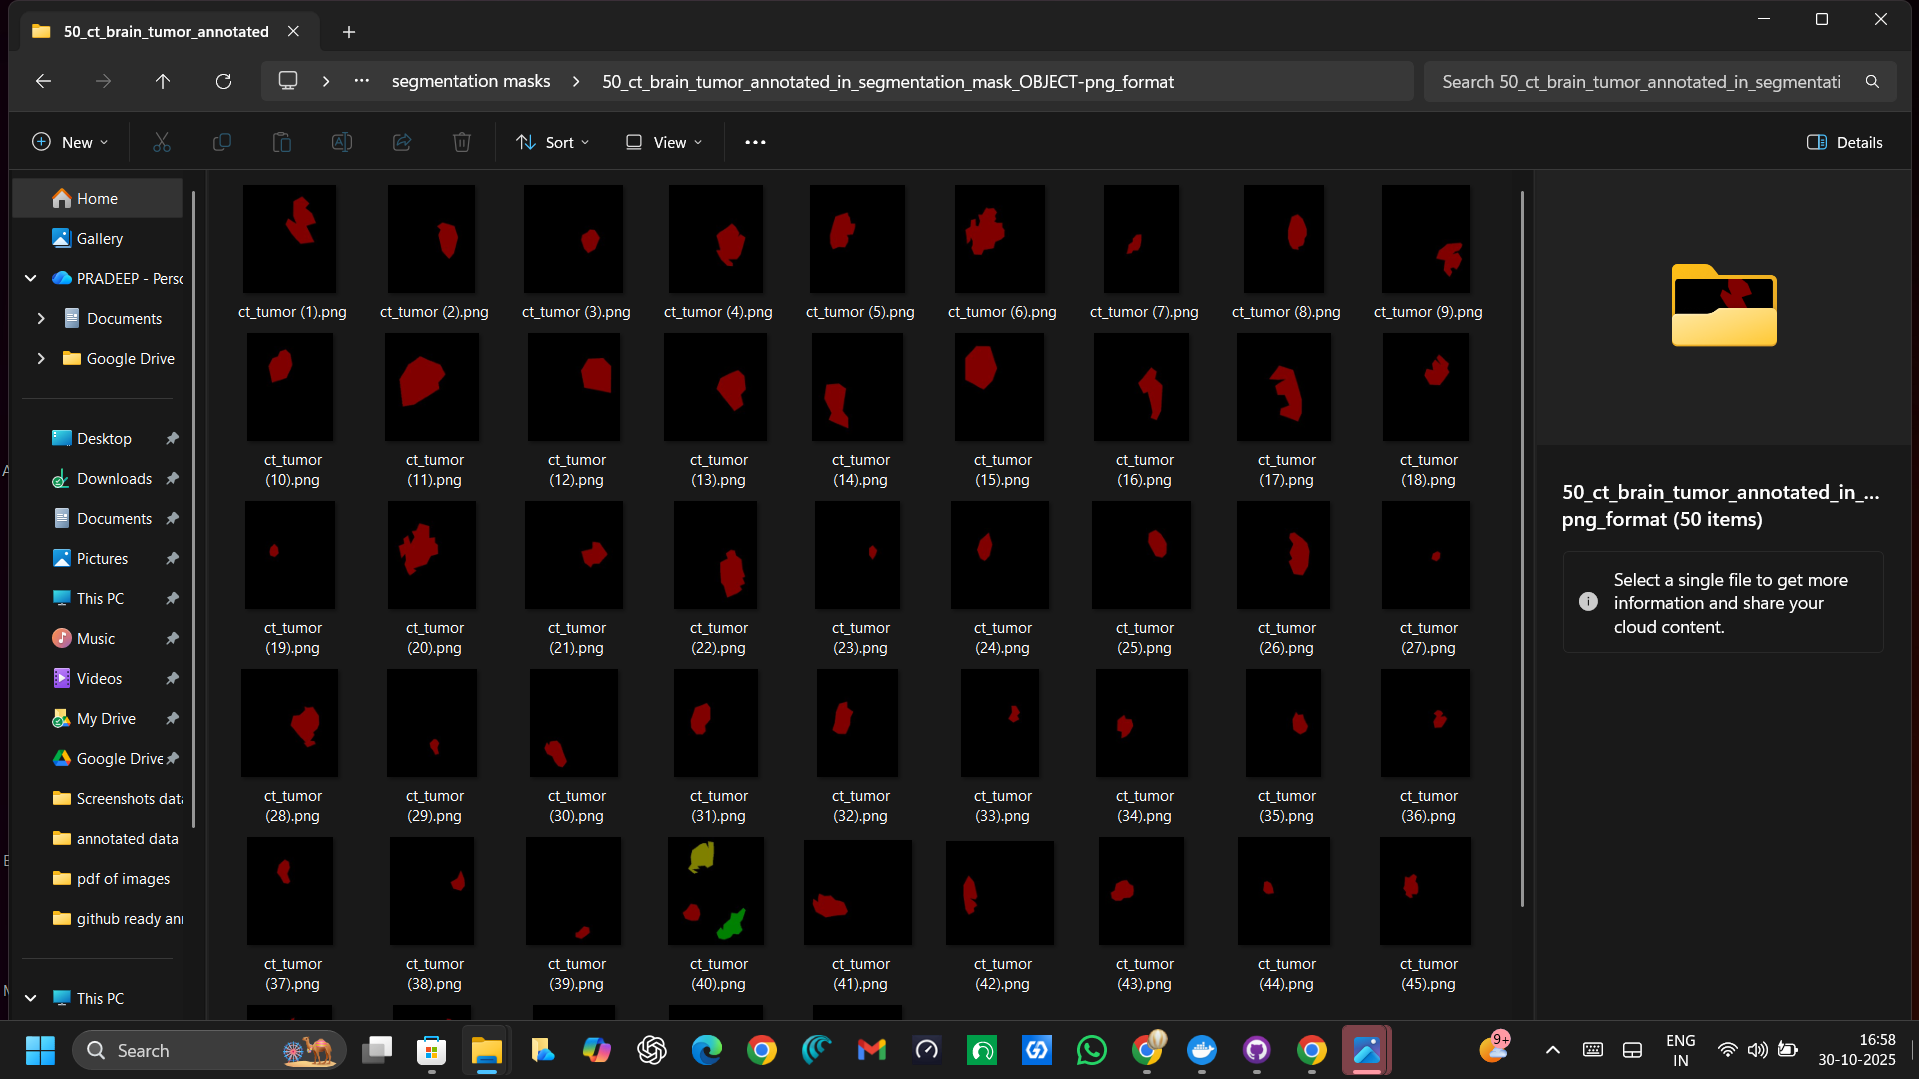 50_ct_brain_tumor_annotated
segmentation masks
50_ct_brain_tumor_annotated_in_segmentation_mask_OBJECT-png_format
Search 50_ct_brain_tumor_annotated_in_segmentati
New
Sort
View
Details
Home
Gallery
PRADEEP - Perso
Documents
Google Drive
Desktop
Downloads
Documents
Pictures
This PC
Music
Videos
My Drive
Google Drive
Screenshots data
annotated data
pdf of images
github ready ann
This PC
ct_tumor (1).png
ct_tumor (2).png
ct_tumor (3).png
ct_tumor (4).png
ct_tumor (5).png
ct_tumor (6).png
ct_tumor (7).png
ct_tumor (8).png
ct_tumor (9).png
ct_tumor
(10).png
ct_tumor
(11).png
ct_tumor
(12).png
ct_tumor
(13).png
ct_tumor
(14).png
ct_tumor
(15).png
ct_tumor
(16).png
ct_tumor
(17).png
ct_tumor
(18).png
ct_tumor
(19).png
ct_tumor
(20).png
ct_tumor
(21).png
ct_tumor
(22).png
ct_tumor
(23).png
ct_tumor
(24).png
ct_tumor
(25).png
ct_tumor
(26).png
ct_tumor
(27).png
ct_tumor
(28).png
ct_tumor
(29).png
ct_tumor
(30).png
ct_tumor
(31).png
ct_tumor
(32).png
ct_tumor
(33).png
ct_tumor
(34).png
ct_tumor
(35).png
ct_tumor
(36).png
ct_tumor
(37).png
ct_tumor
(38).png
ct_tumor
(39).png
ct_tumor
(40).png
ct_tumor
(41).png
ct_tumor
(42).png
ct_tumor
(43).png
ct_tumor
(44).png
ct_tumor
(45).png
50_ct_brain_tumor_annotated_in_...
png_format (50 items)
Select a single file to get more
information and share your
cloud content.
Search
9+
ENG
IN
16:58
30-10-2025